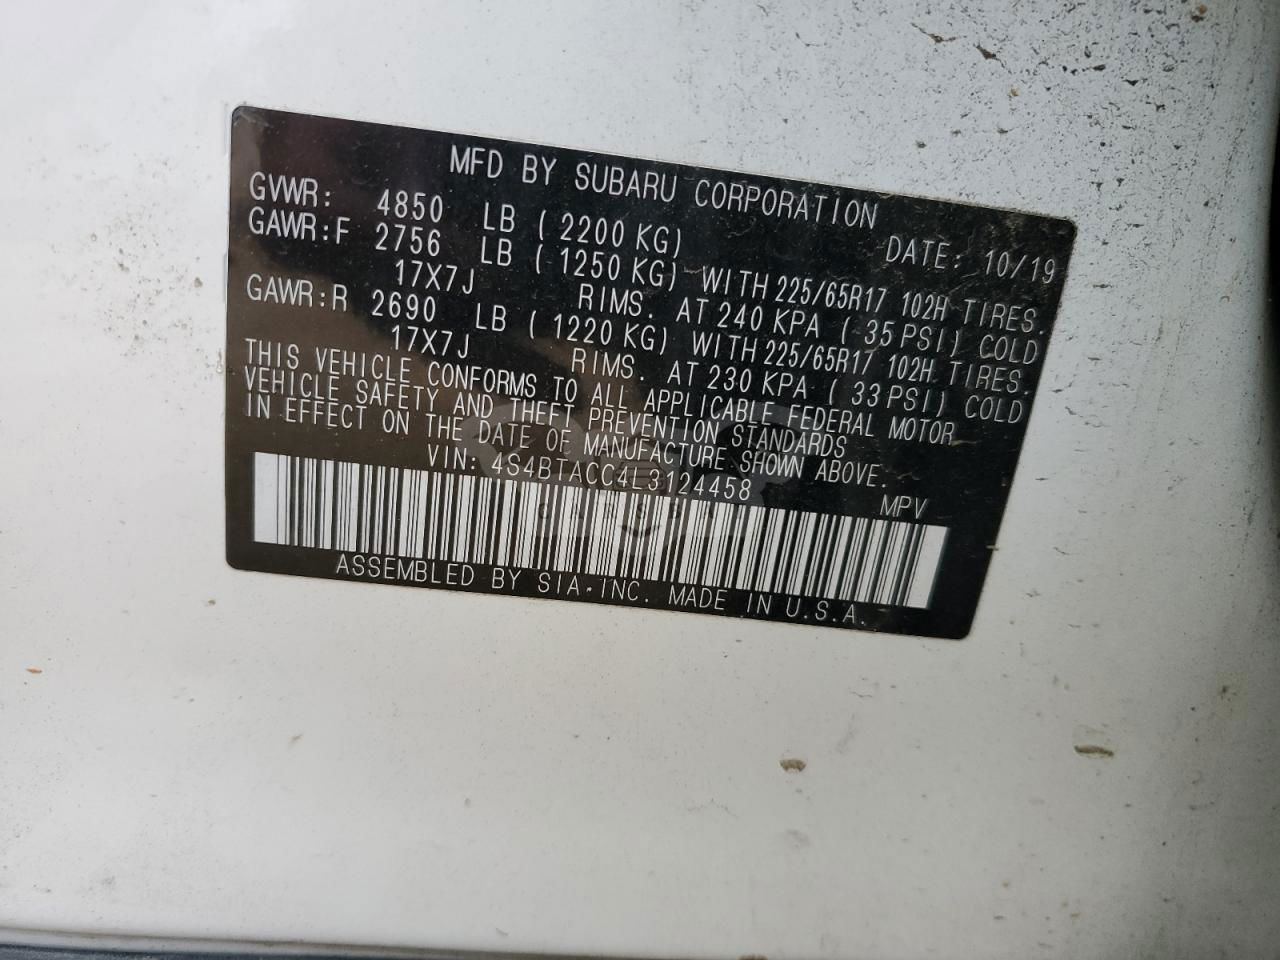 MFD BY SUBARU CORPORATION
DATE: 10/19
GVWR: 4850 LB ( 2200 KG)
GAWR:F 2756 LB ( 1250 KG) WITH 225/65R17 102H TIRES.
17X7J RIMS. AT 240 KPA ( 35 PSI) COLD
GAWR:R 2690 LB ( 1220 KG) WITH 225/65R17 102H TIRES.
17X7J RIMS. AT 230 KPA ( 33 PSI) COLD
THIS VEHICLE CONFORMS TO ALL APPLICABLE FEDERAL MOTOR
VEHICLE SAFETY AND THEFT PREVENTION STANDARDS
IN EFFECT ON THE DATE OF MANUFACTURE SHOWN ABOVE.
VIN: 4S4BTACC4L3124458 MPV
ASSEMBLED BY SIA·INC. MADE IN U.S.A.